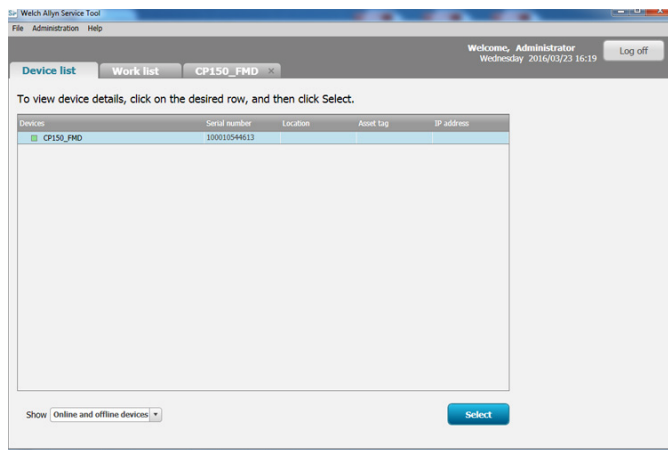 Welch Allyn Service Tool
File Administration Help
Welcome, Administrator
Wednesday 2016/03/23 16:19
Log off
Device list Work list CP150_FMD ×
To view device details, click on the desired row, and then click Select.
Devices Serial number Location Asset tag IP address
CP150_FMD 100010544613
Show Online and offline devices
Select